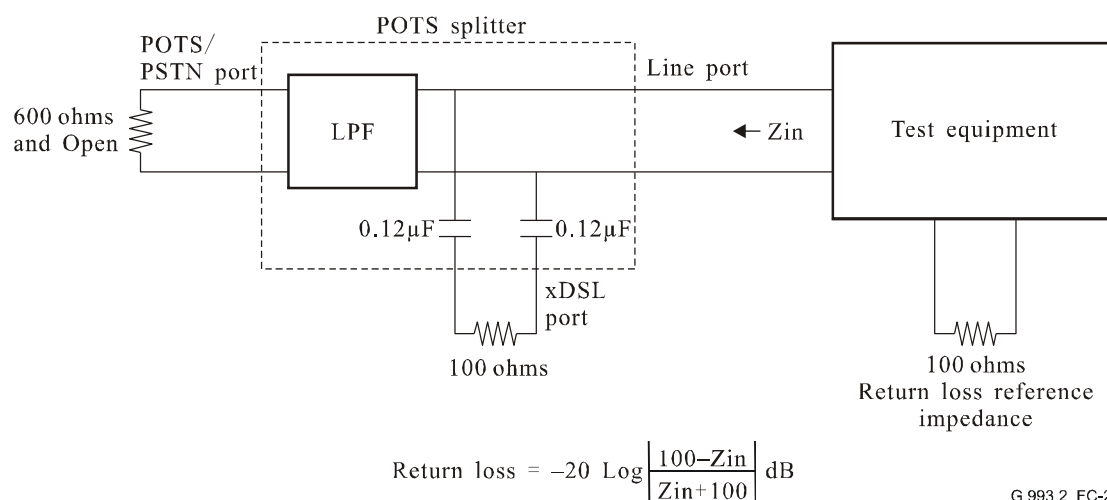 POTS splitter
POTS/
PSTN port
Line port
600 ohms
and Open
LPF
Zin
Test equipment
0.12µF
0.12µF
xDSL
port
100 ohms
100 ohms
Return loss reference
impedance
Return loss = –20 Log |100–Zin / Zin+100| dB